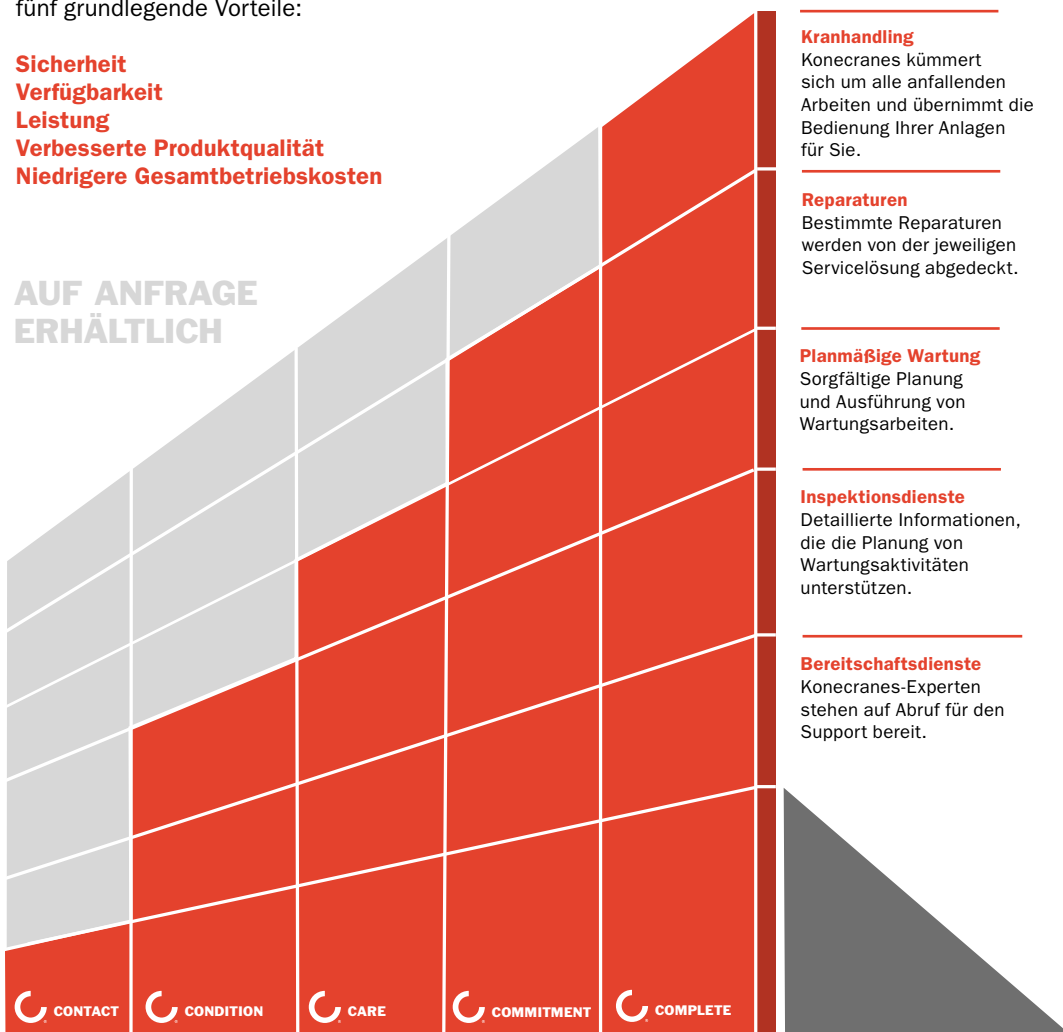 fünf grundlegende Vorteile:
Sicherheit
Verfügbarkeit
Leistung
Verbesserte Produktqualität
Niedrigere Gesamtbetriebskosten
AUF ANFRAGE
ERHÄLTLICH
Kranhandling
Konecranes kümmert
sich um alle anfallenden
Arbeiten und übernimmt die
Bedienung Ihrer Anlagen
für Sie.
Reparaturen
Bestimmte Reparaturen
werden von der jeweiligen
Servicelösung abgedeckt.
Planmäßige Wartung
Sorgfältige Planung
und Ausführung von
Wartungsarbeiten.
Inspektionsdienste
Detaillierte Informationen,
die die Planung von
Wartungsaktivitäten
unterstützen.
Bereitschaftsdienste
Konecranes-Experten
stehen auf Abruf für den
Support bereit.
CONTACT
CONDITION
CARE
COMMITMENT
COMPLETE